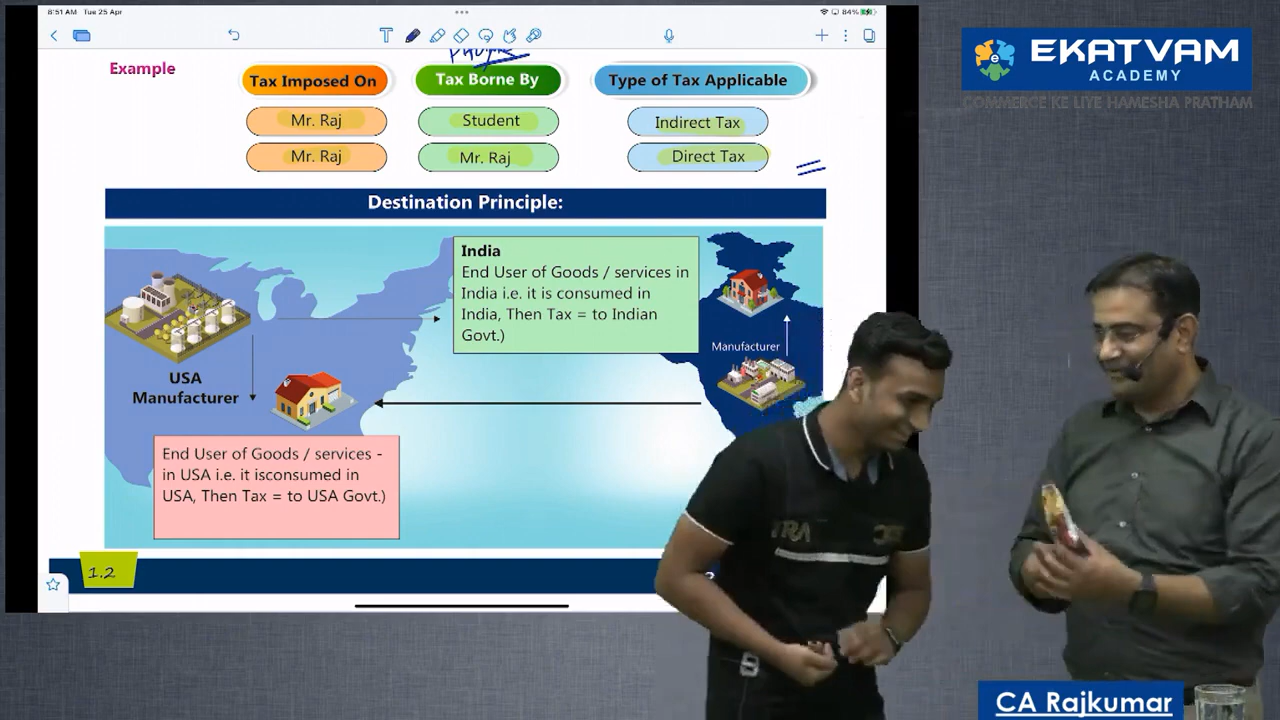 8:51 AM Tue 25 Apr
84%
EKATVAM
ACADEMY
COMMERCE KE LIYE HAMESHA PRATHAM
Example
Tax Imposed On
Tax Borne By
Type of Tax Applicable
Mr. Raj
Student
Indirect Tax
Mr. Raj
Mr. Raj
Direct Tax
Destination Principle:
India
End User of Goods / services in
India i.e. it is consumed in
India, Then Tax = to Indian
Govt.)
Manufacturer
USA
Manufacturer
End User of Goods / services -
in USA i.e. it isconsumed in
USA, Then Tax = to USA Govt.)
1.2
CA Rajkumar